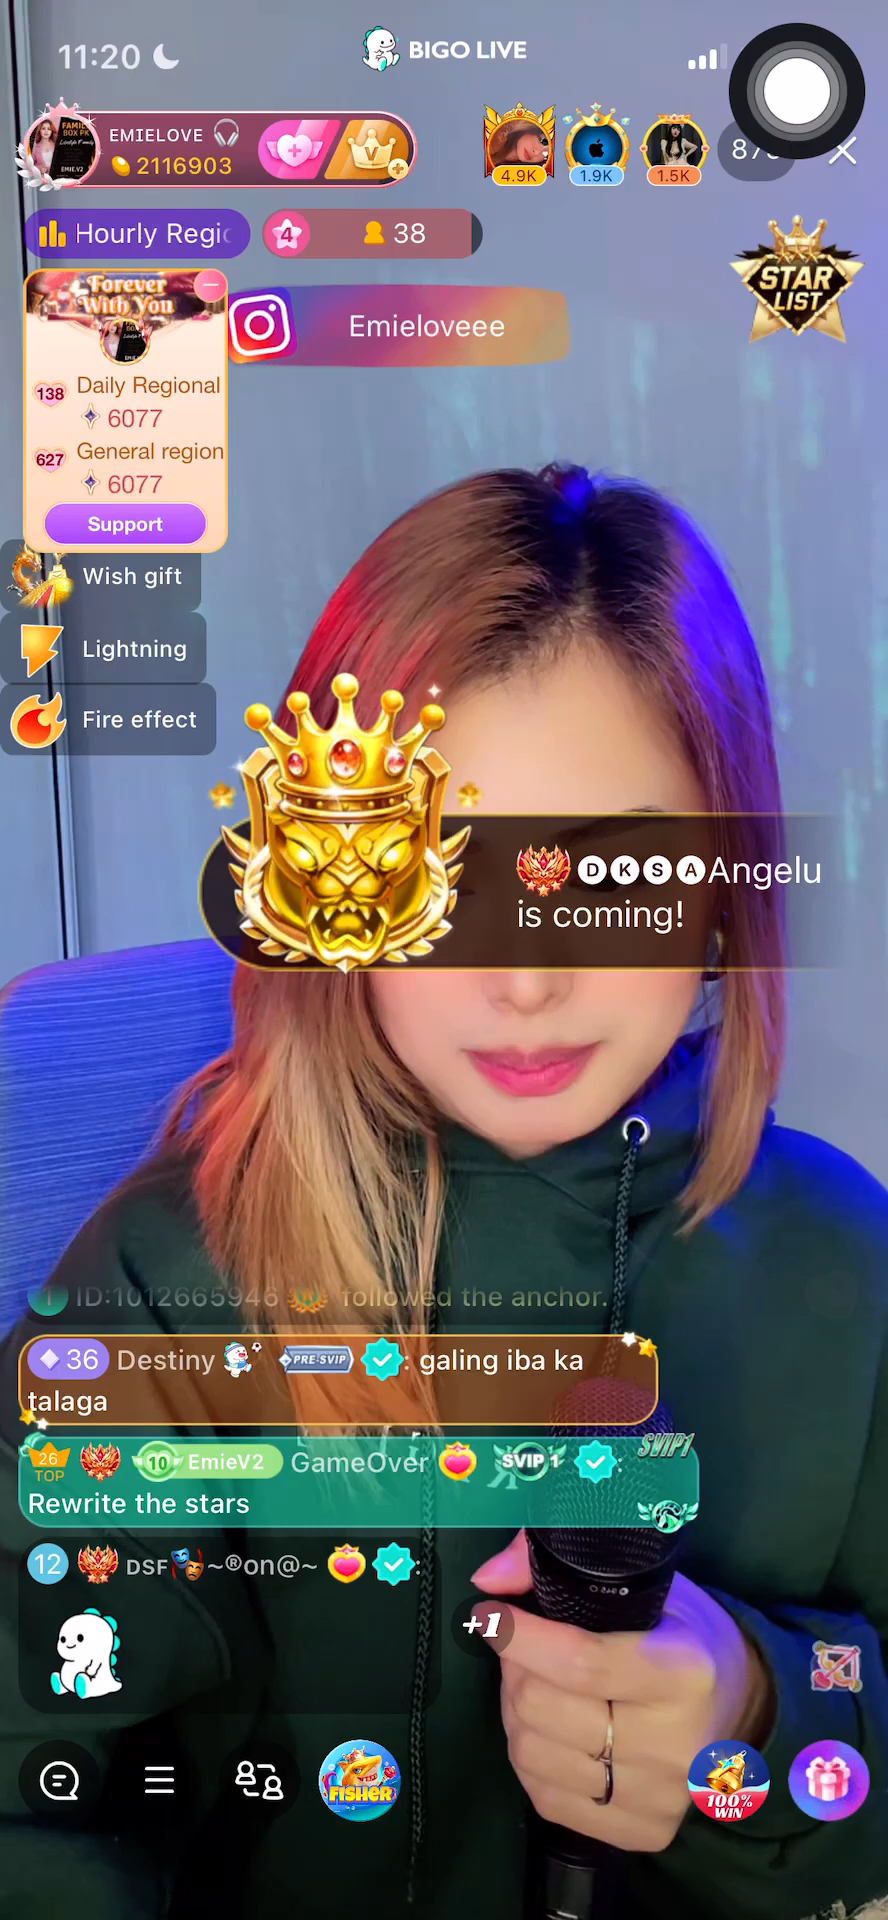 11:20
BIGO LIVE
EMIELOVE
2116903
4.9K
1.9K
1.5K
Hourly Regi
4
38
STAR
LIST
Forever
With You
Emieloveee
138 Daily Regional
6077
627 General region
6077
Support
Wish gift
Lightning
Fire effect
DKSAAngelu
is coming!
ID:1012665946 followed the anchor.
36 Destiny PRE-SVIP : galing iba ka
talaga
26 TOP 10 EmieV2 GameOver SVIP 1 : SVIP1
Rewrite the stars
12 DSF🎭~®on@~ :
+1
FISHER
100%
WIN